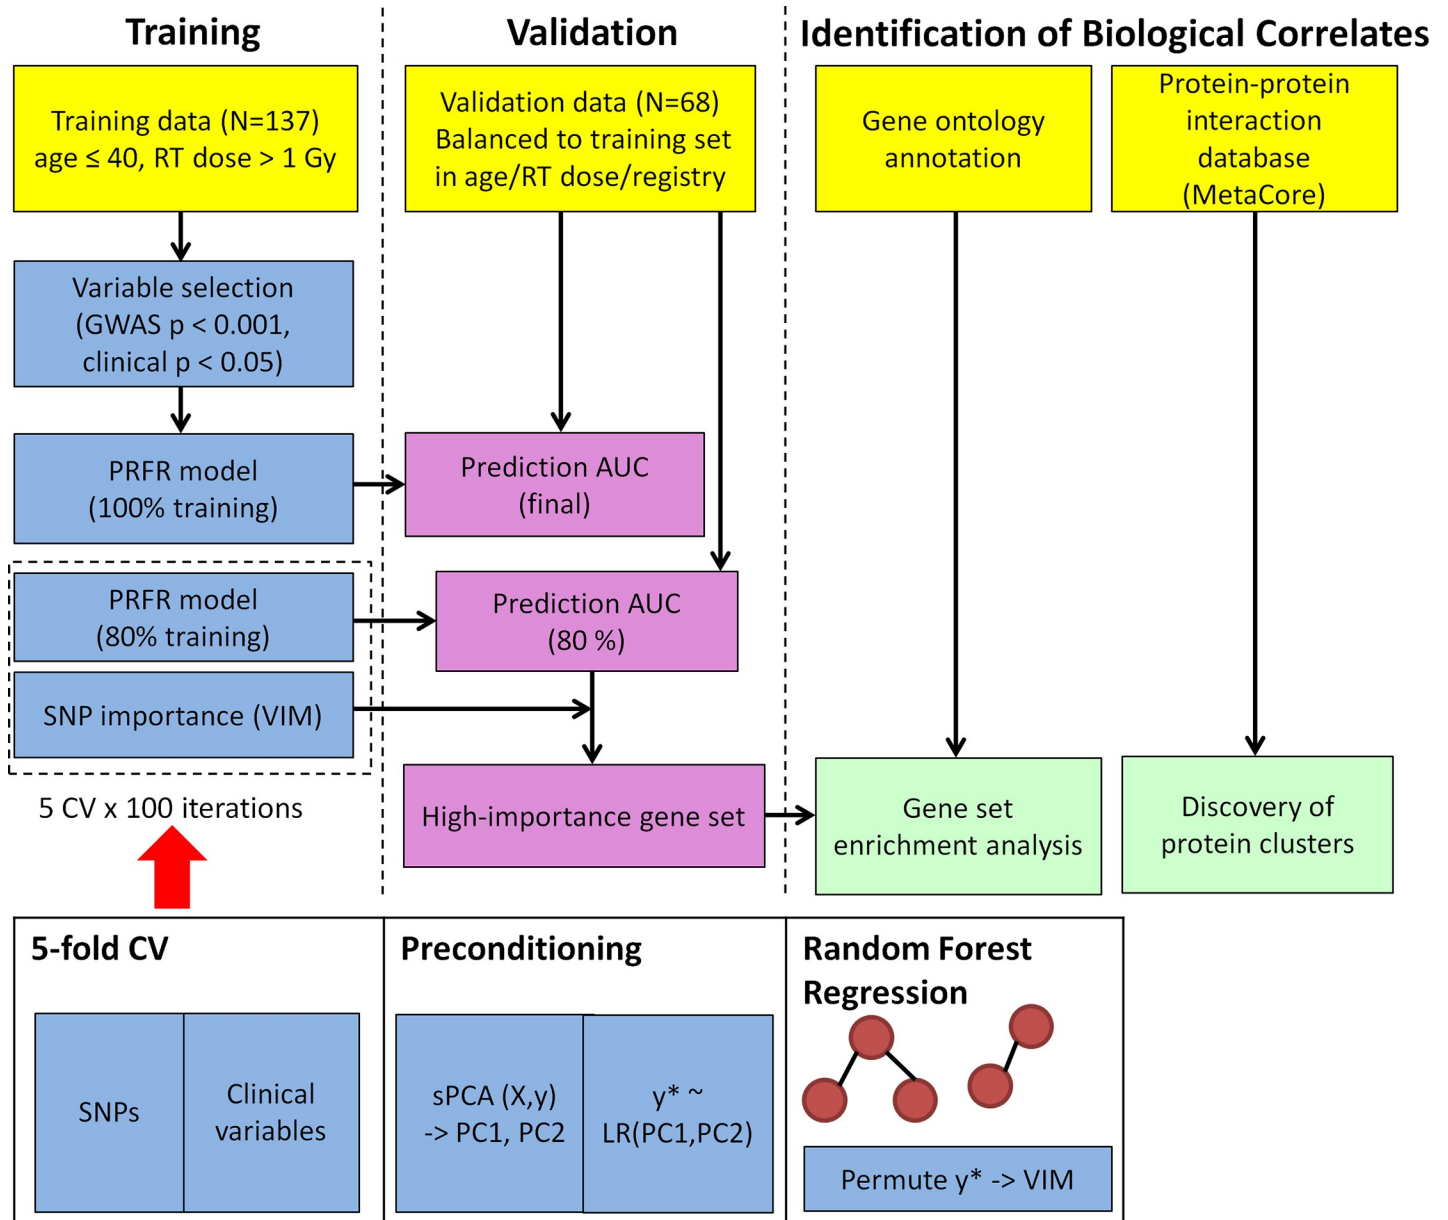 Training
Training data (N=137)
age ≤ 40, RT dose > 1 Gy
Variable selection
(GWAS p < 0.001,
clinical p < 0.05)
PRFR model
(100% training)
PRFR model
(80% training)
SNP importance (VIM)
5 CV x 100 iterations
Validation
Validation data (N=68)
Balanced to training set
in age/RT dose/registry
Prediction AUC
(final)
Prediction AUC
(80 %)
High-importance gene set
Identification of Biological Correlates
Gene ontology
annotation
Protein-protein
interaction
database
(MetaCore)
Gene set
enrichment analysis
Discovery of
protein clusters
5-fold CV
SNPs
Clinical
variables
Preconditioning
sPCA (X,y)
-> PC1, PC2
y* ~
LR(PC1,PC2)
Random Forest
Regression
Permute y* -> VIM